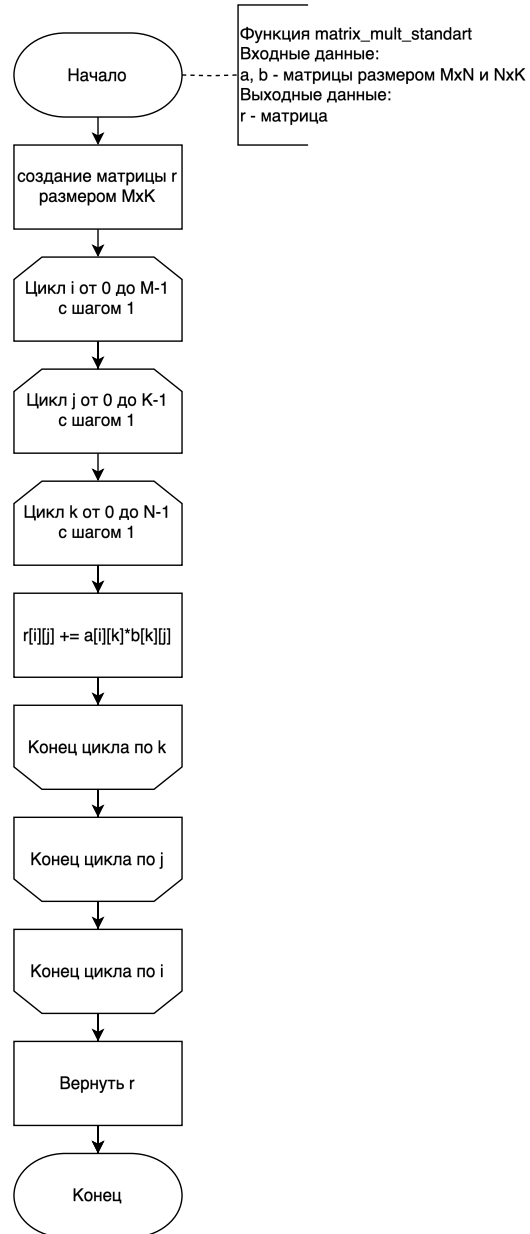 Начало
Функция matrix_mult_standart
Входные данные:
a, b - матрицы размером MxN и NxK
Выходные данные:
r - матрица
создание матрицы r
размером MxK
Цикл i от 0 до M-1
с шагом 1
Цикл j от 0 до K-1
с шагом 1
Цикл k от 0 до N-1
с шагом 1
r[i][j] += a[i][k]*b[k][j]
Конец цикла по k
Конец цикла по j
Конец цикла по i
Вернуть r
Конец